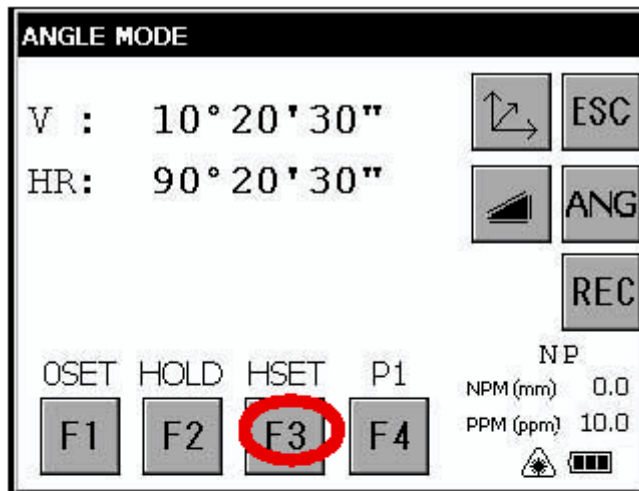 ANGLE MODE
V : 10°20'30"
HR: 90°20'30"
ESC
ANG
REC
0SET HOLD HSET P1
F1 F2 F3 F4
NP
NPM (mm) 0.0
PPM (ppm) 10.0